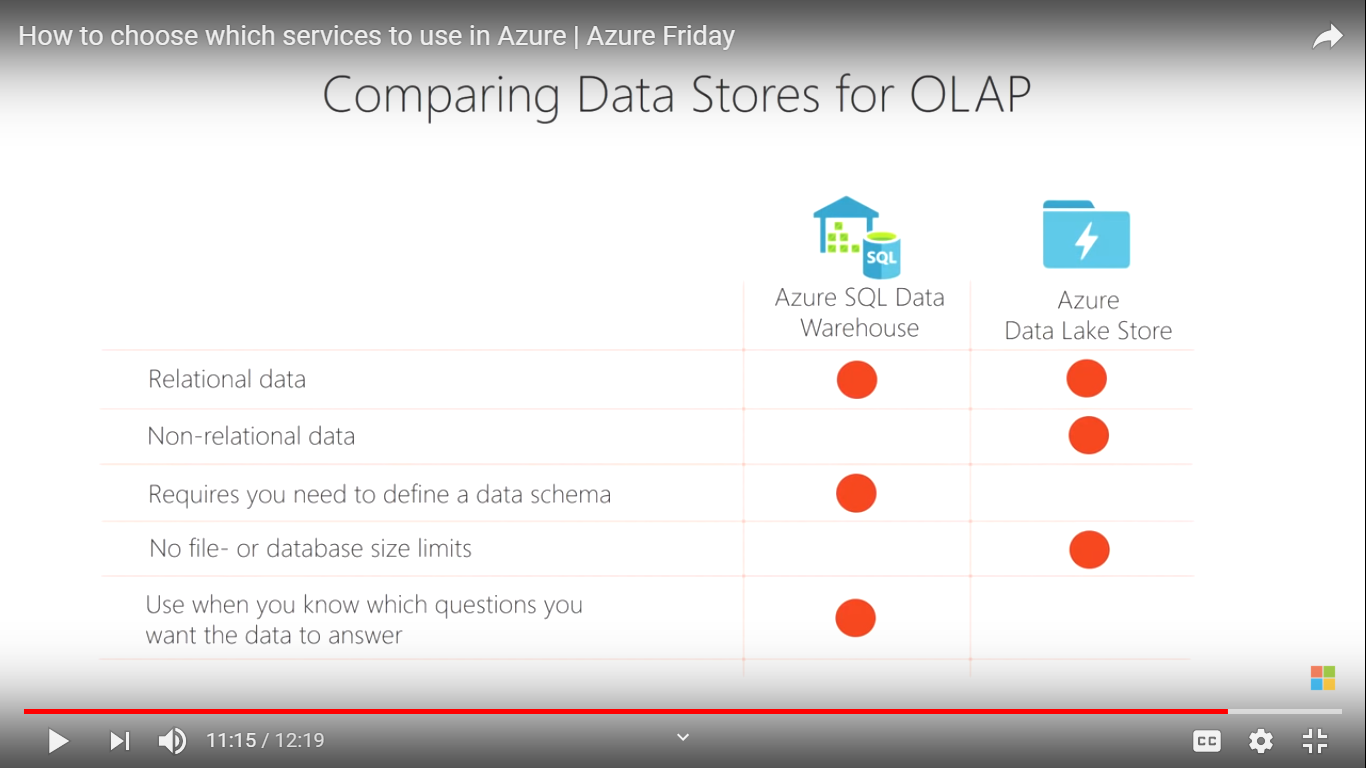 How to choose which services to use in Azure | Azure Friday
Comparing Data Stores for OLAP
SQL
Azure SQL Data
Warehouse
Azure
Data Lake Store
Relational data
Non-relational data
Requires you need to define a data schema
No file- or database size limits
Use when you know which questions you
want the data to answer
11:15 / 12:19
CC